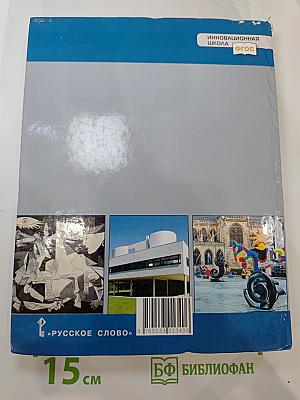 ИННОВАЦИОННАЯ
ШКОЛА ФГОС
«РУССКОЕ СЛОВО»
15 см
БФ БИБЛИОФАН